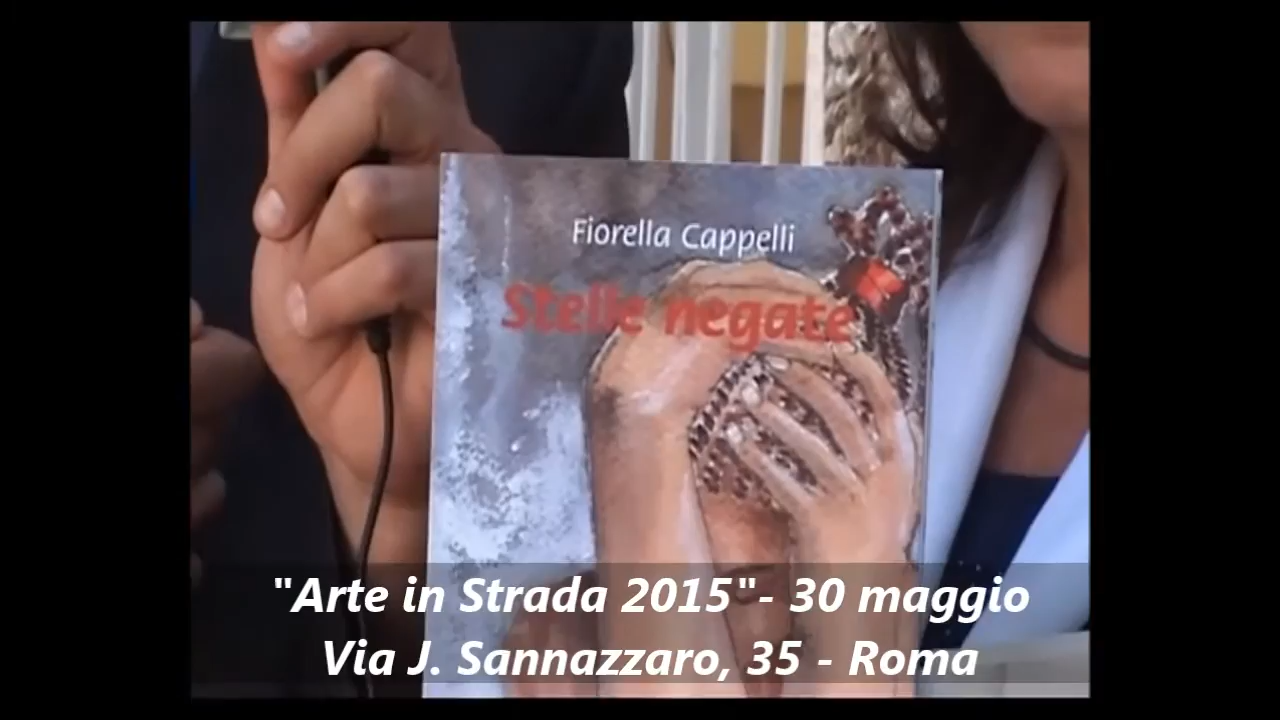 Fiorella Cappelli
Stelle negate
"Arte in Strada 2015"- 30 maggio
Via J. Sannazzaro, 35 - Roma